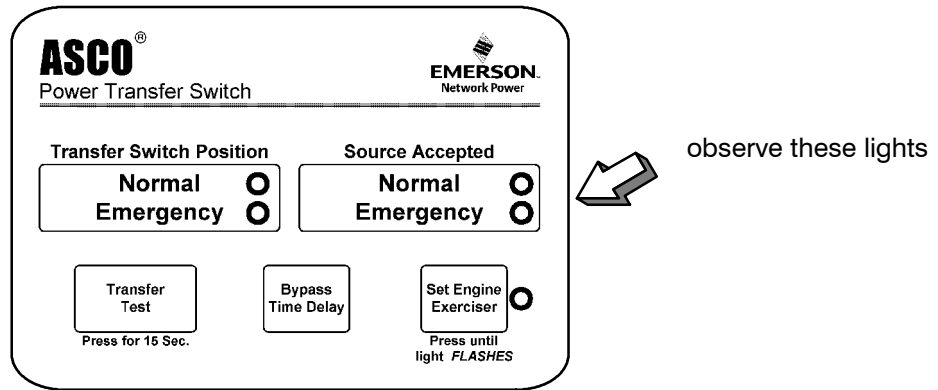 ASCO®
Power Transfer Switch
EMERSON.
Network Power
Transfer Switch Position
Normal
Emergency
Source Accepted
Normal
Emergency
observe these lights
Transfer
Test
Press for 15 Sec.
Bypass
Time Delay
Set Engine
Exerciser
Press until
light FLASHES